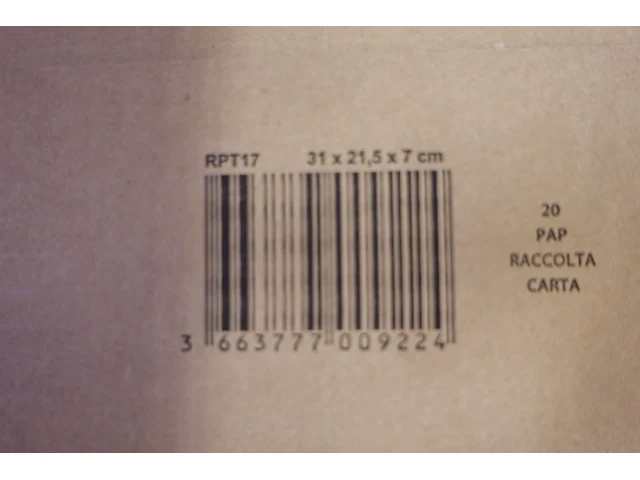 RPT17 31 x 21,5 x 7 cm
3 663777 009224
20
PAP
RACCOLTA
CARTA